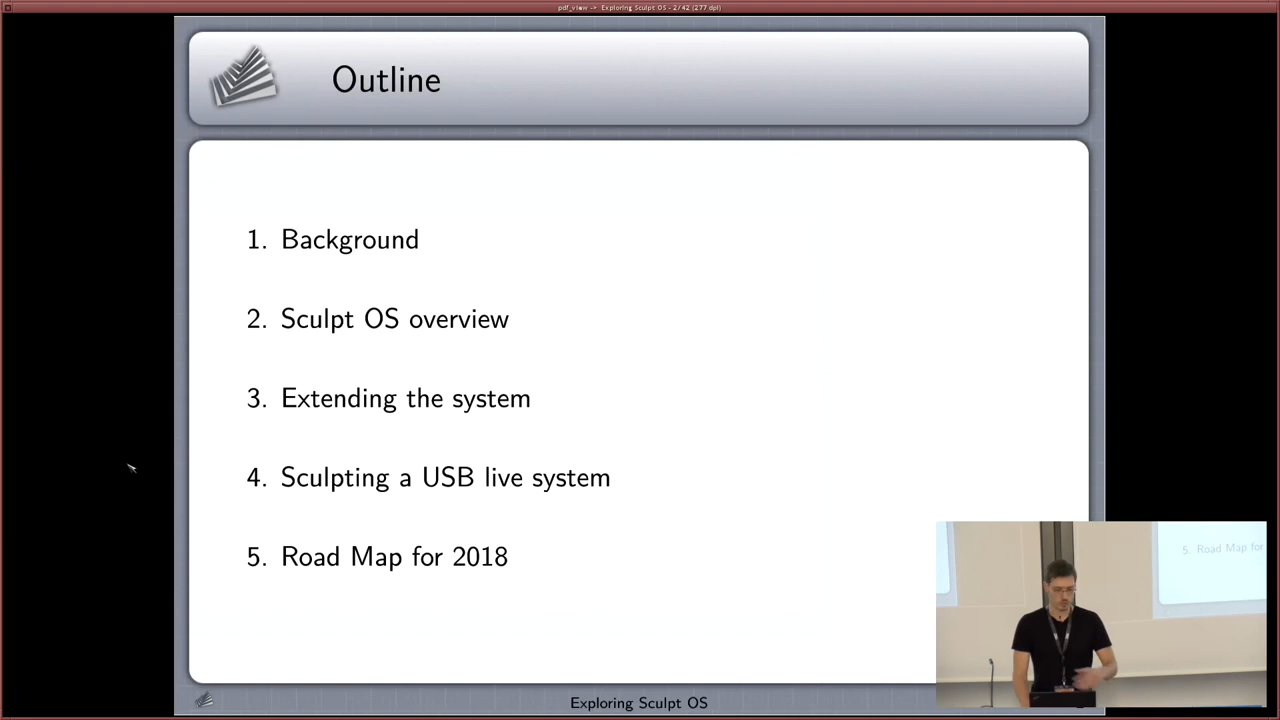 pdf_view -> Exploring Sculpt OS - 2/42 (277 dpi)
Outline
1. Background
2. Sculpt OS overview
3. Extending the system
4. Sculpting a USB live system
5. Road Map for 2018
5. Road Map for
Exploring Sculpt OS